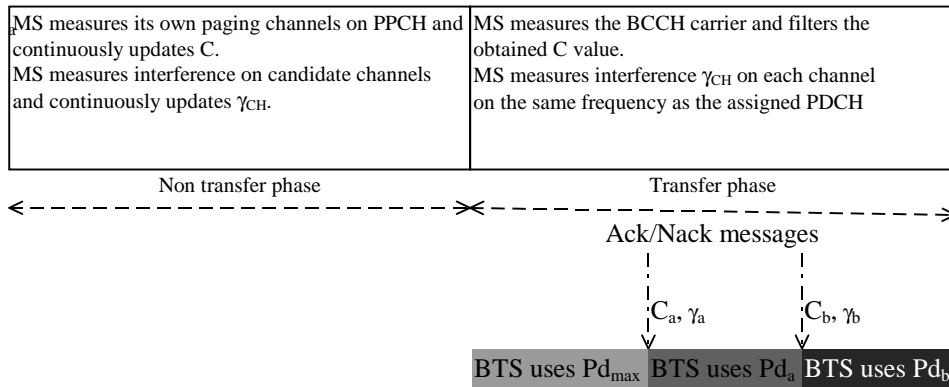 a
MS measures its own paging channels on PPCH and
continuously updates C.
MS measures interference on candidate channels
and continuously updates γCH.
MS measures the BCCH carrier and filters the
obtained C value.
MS measures interference γCH on each channel
on the same frequency as the assigned PDCH
Non transfer phase
Transfer phase
Ack/Nack messages
Ca, γa
Cb, γb
BTS uses Pdmax
BTS uses Pda
BTS uses Pdb